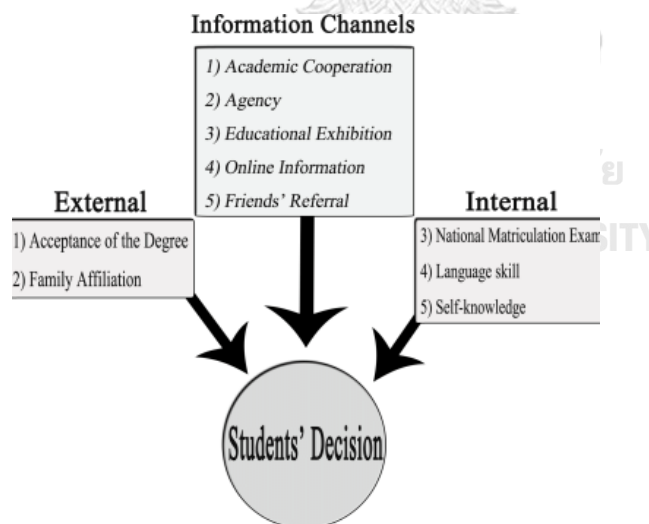 Information Channels
1) Academic Cooperation
2) Agency
3) Educational Exhibition
4) Online Information
5) Friends' Referral
External
1) Acceptance of the Degree
2) Family Affiliation
Internal
3) National Matriculation Exam
4) Language skill
5) Self-knowledge
Students' Decision